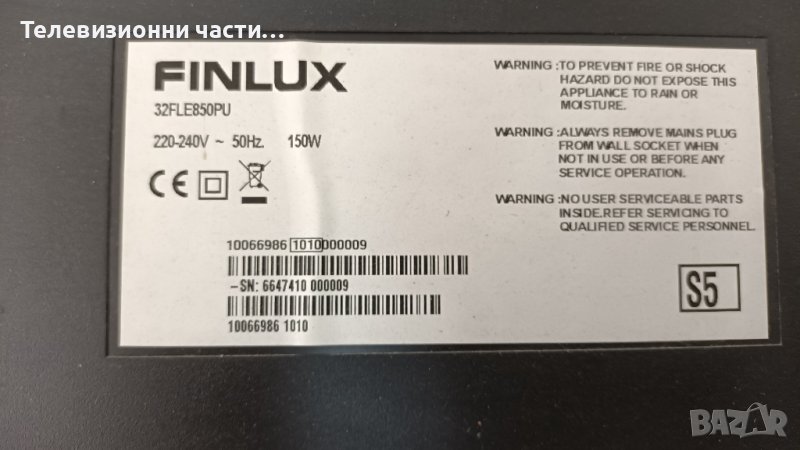 Телевизионни части...
FINLUX
32FLE850PU
220-240V ~ 50Hz. 150W
CE
10066986 1010 000009
-SN: 6647410 000009
10066986 1010
WARNING :TO PREVENT FIRE OR SHOCK
HAZARD DO NOT EXPOSE THIS
APPLIANCE TO RAIN OR
MOISTURE.
WARNING :ALWAYS REMOVE MAINS PLUG
FROM WALL SOCKET WHEN
NOT IN USE OR BEFORE ANY
SERVICE OPERATION.
WARNING :NO USER SERVICEABLE PARTS
INSIDE.REFER SERVICING TO
QUALIFIED SERVICE PERSONNEL.
S5
BAZAR